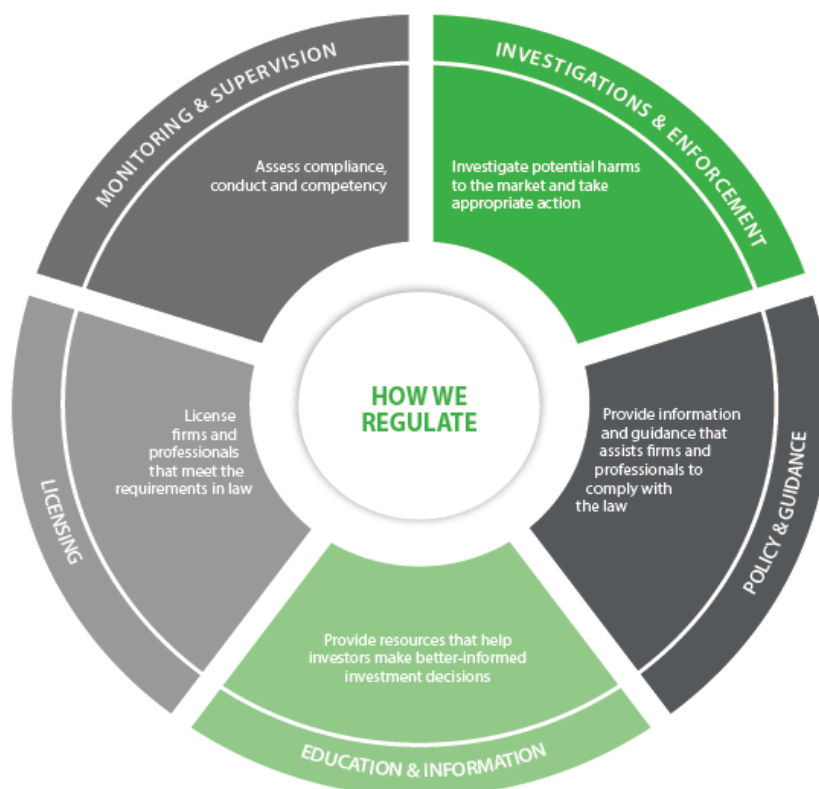 MONITORING & SUPERVISION
Assess compliance,
conduct and competency
INVESTIGATIONS & ENFORCEMENT
Investigate potential harms
to the market and take
appropriate action
HOW WE
REGULATE
LICENSING
License
firms and
professionals
that meet the
requirements in law
Provide information
and guidance that
assists firms and
professionals to
comply with
the law
POLICY & GUIDANCE
Provide resources that help
investors make better-informed
investment decisions
EDUCATION & INFORMATION